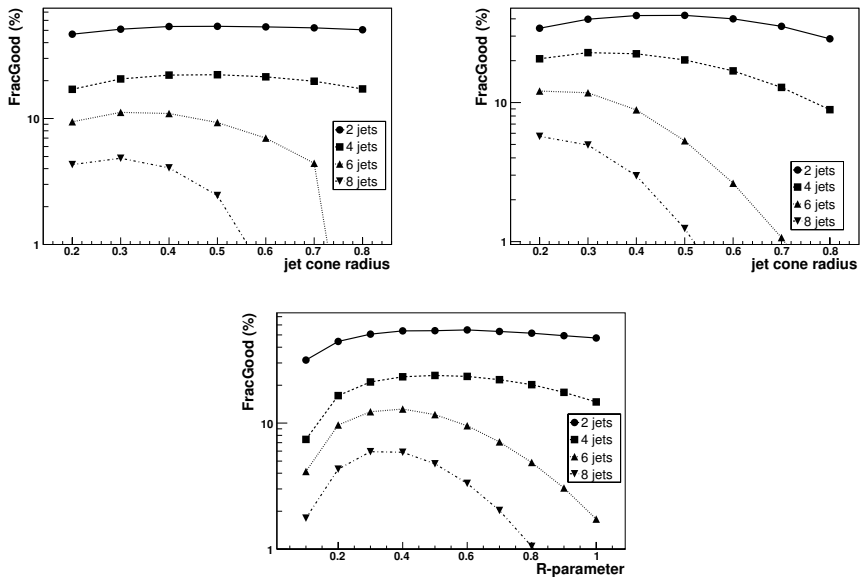 FracGood (%)
10
1
2 jets
4 jets
6 jets
8 jets
0.2 0.3 0.4 0.5 0.6 0.7 0.8
jet cone radius
FracGood (%)
10
1
2 jets
4 jets
6 jets
8 jets
0.2 0.3 0.4 0.5 0.6 0.7 0.8
jet cone radius
FracGood (%)
10
1
2 jets
4 jets
6 jets
8 jets
0.2 0.4 0.6 0.8 1
R-parameter